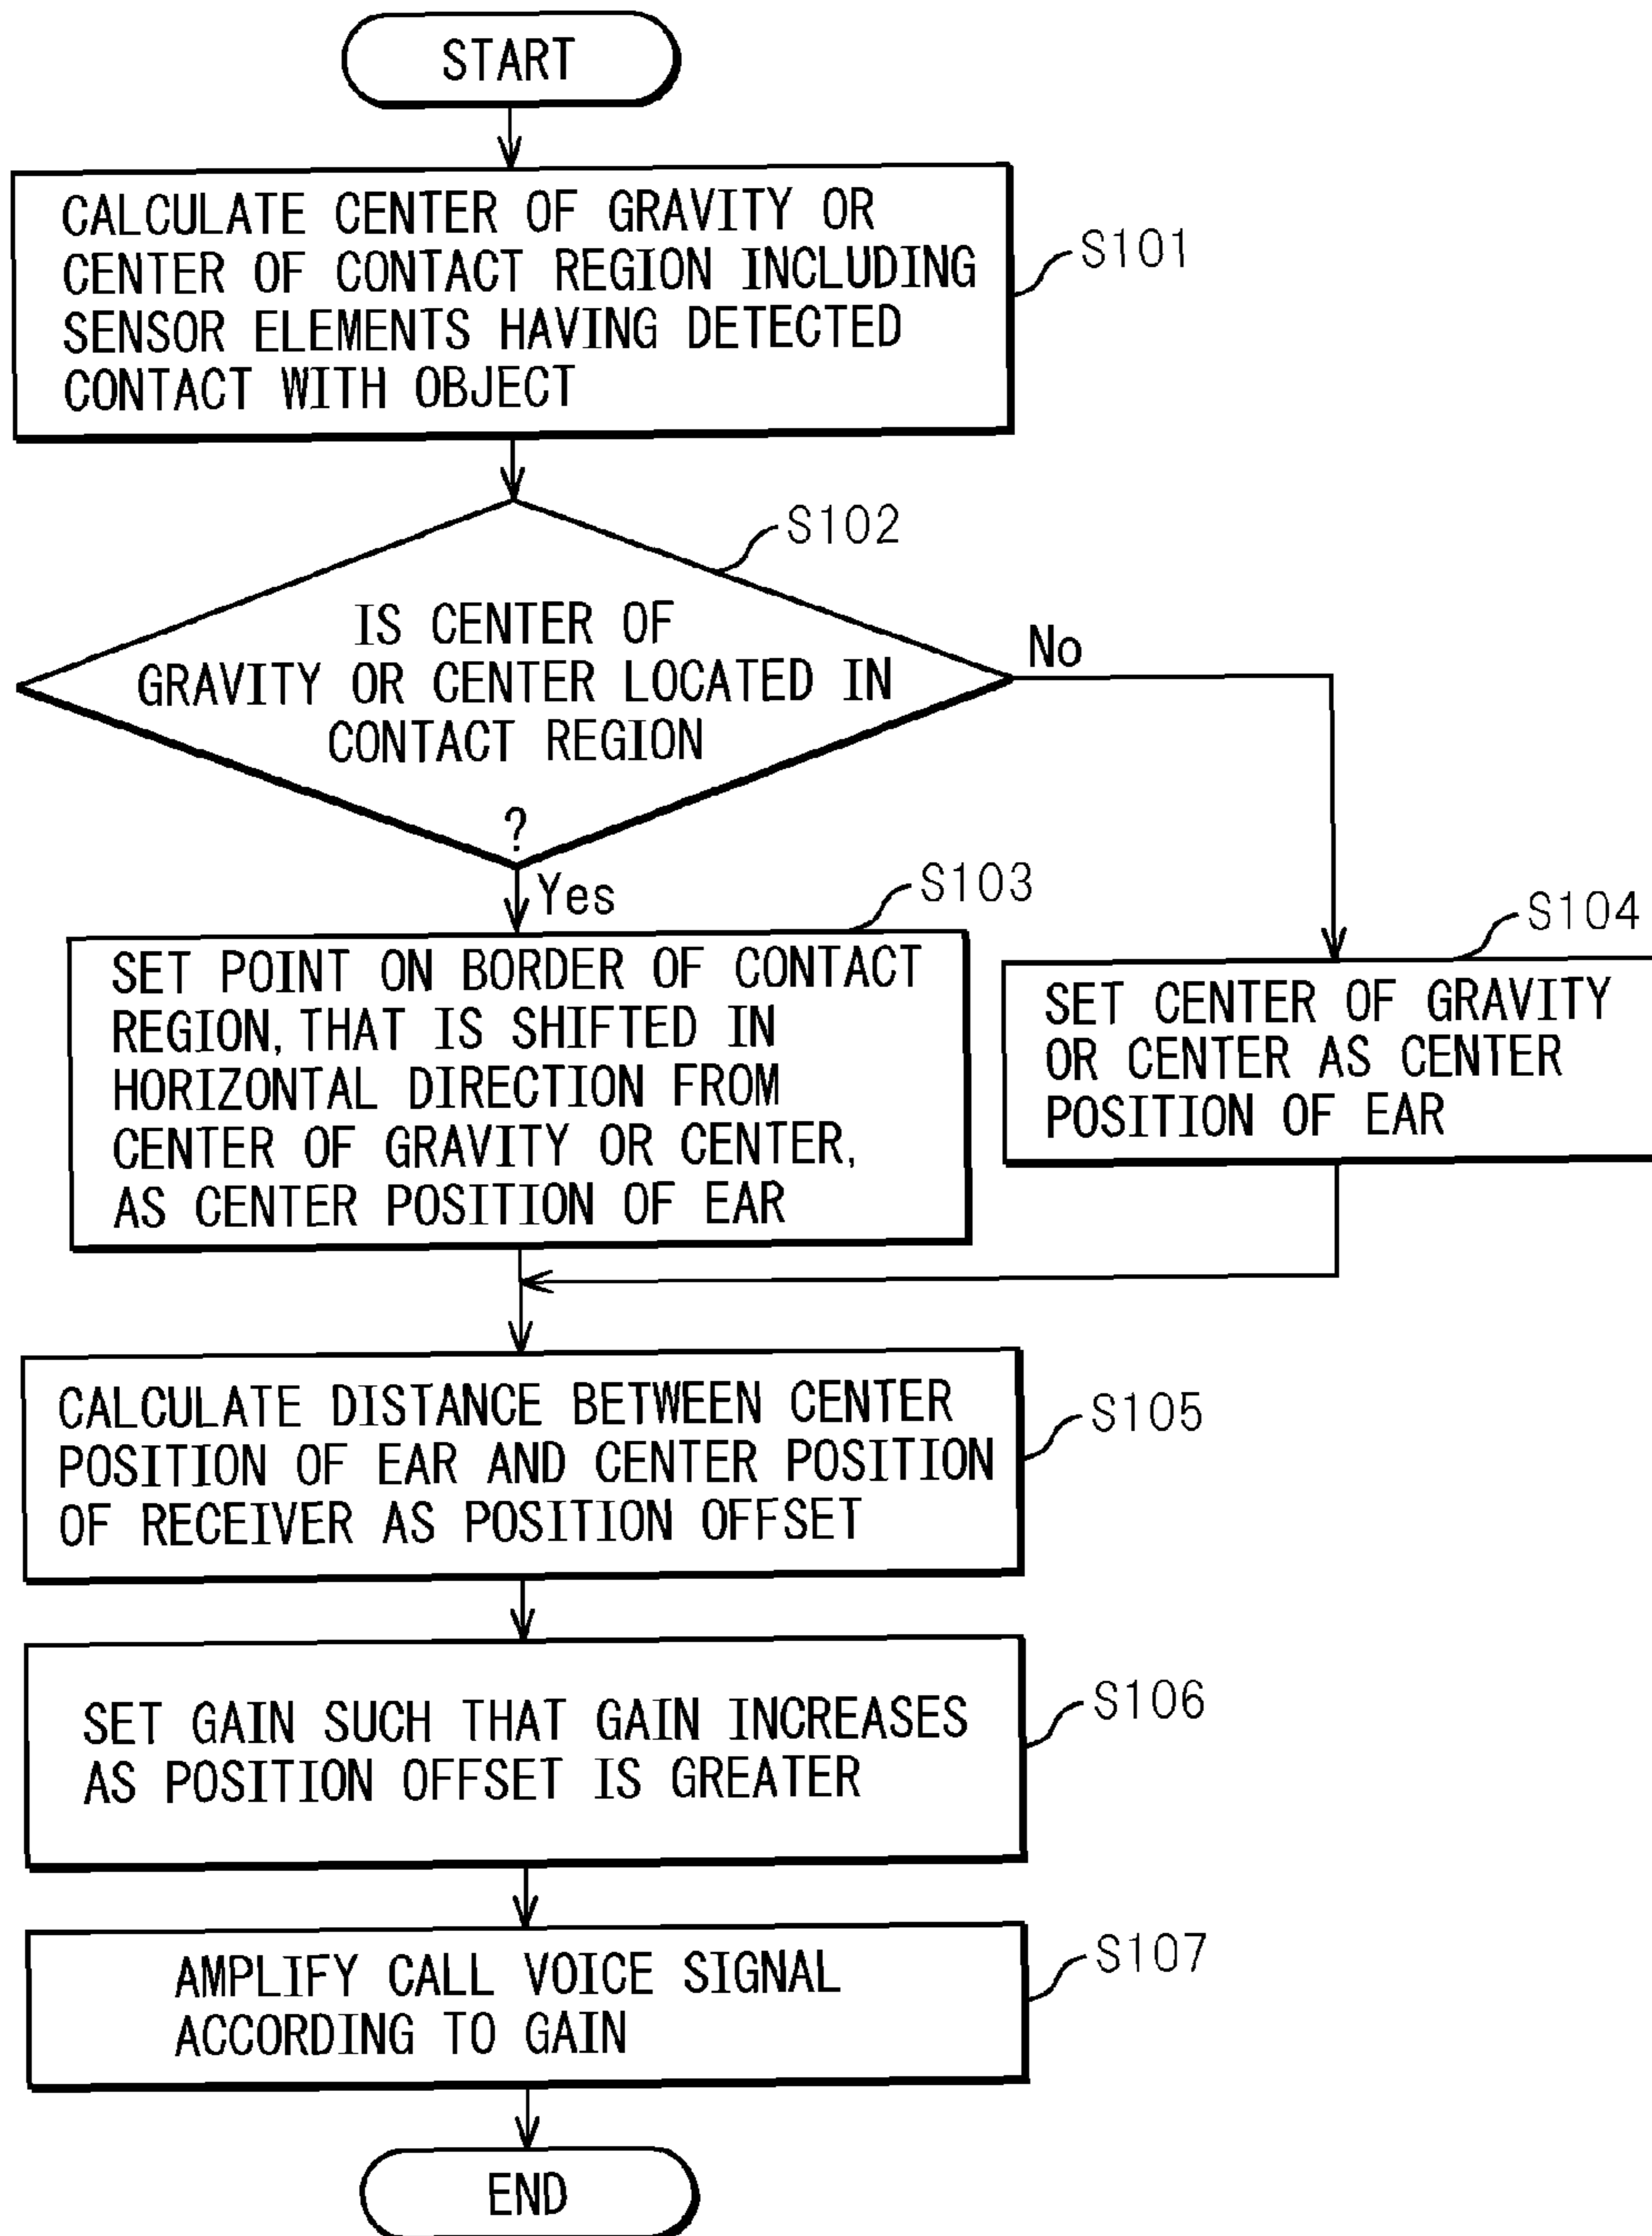 START
CALCULATE CENTER OF GRAVITY OR
CENTER OF CONTACT REGION INCLUDING
SENSOR ELEMENTS HAVING DETECTED
CONTACT WITH OBJECT
S101
S102
IS CENTER OF
GRAVITY OR CENTER LOCATED IN
CONTACT REGION
?
No
Yes
S103
SET POINT ON BORDER OF CONTACT
REGION, THAT IS SHIFTED IN
HORIZONTAL DIRECTION FROM
CENTER OF GRAVITY OR CENTER,
AS CENTER POSITION OF EAR
S104
SET CENTER OF GRAVITY
OR CENTER AS CENTER
POSITION OF EAR
CALCULATE DISTANCE BETWEEN CENTER
POSITION OF EAR AND CENTER POSITION
OF RECEIVER AS POSITION OFFSET
S105
SET GAIN SUCH THAT GAIN INCREASES
AS POSITION OFFSET IS GREATER
S106
AMPLIFY CALL VOICE SIGNAL
ACCORDING TO GAIN
S107
END